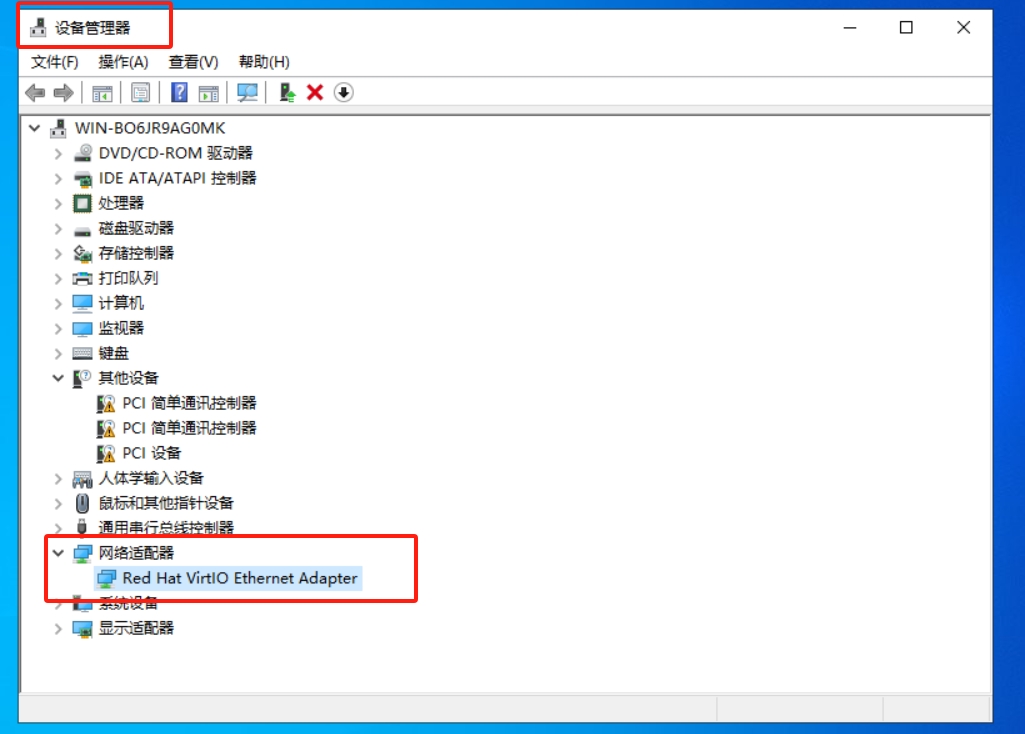 设备管理器
文件(F) 操作(A) 查看(V) 帮助(H)
WIN-BO6JR9AG0MK
DVD/CD-ROM 驱动器
IDE ATA/ATAPI 控制器
处理器
磁盘驱动器
存储控制器
打印队列
计算机
监视器
键盘
其他设备
PCI 简单通讯控制器
PCI 简单通讯控制器
PCI 设备
人体学输入设备
鼠标和其他指针设备
通用串行总线控制器
网络适配器
Red Hat VirtIO Ethernet Adapter
系统设备
显示适配器